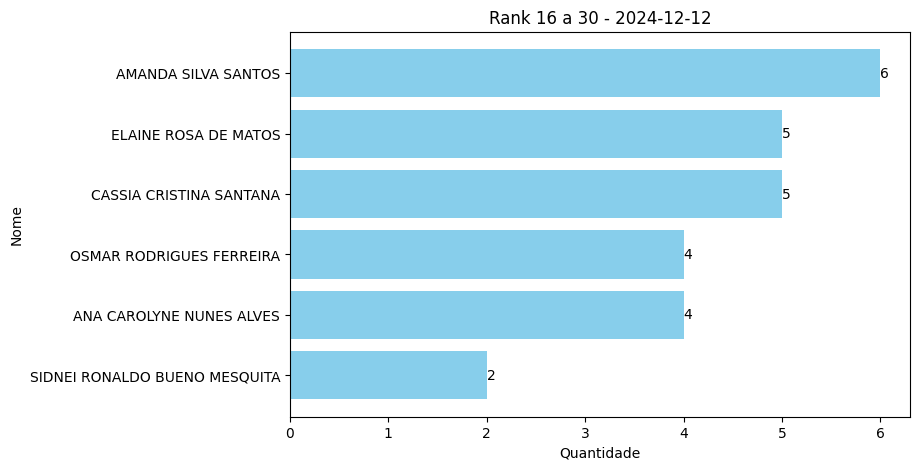 Rank 16 a 30 - 2024-12-12
Nome
AMANDA SILVA SANTOS 6
ELAINE ROSA DE MATOS 5
CASSIA CRISTINA SANTANA 5
OSMAR RODRIGUES FERREIRA 4
ANA CAROLYNE NUNES ALVES 4
SIDNEI RONALDO BUENO MESQUITA 2
0 1 2 3 4 5 6
Quantidade